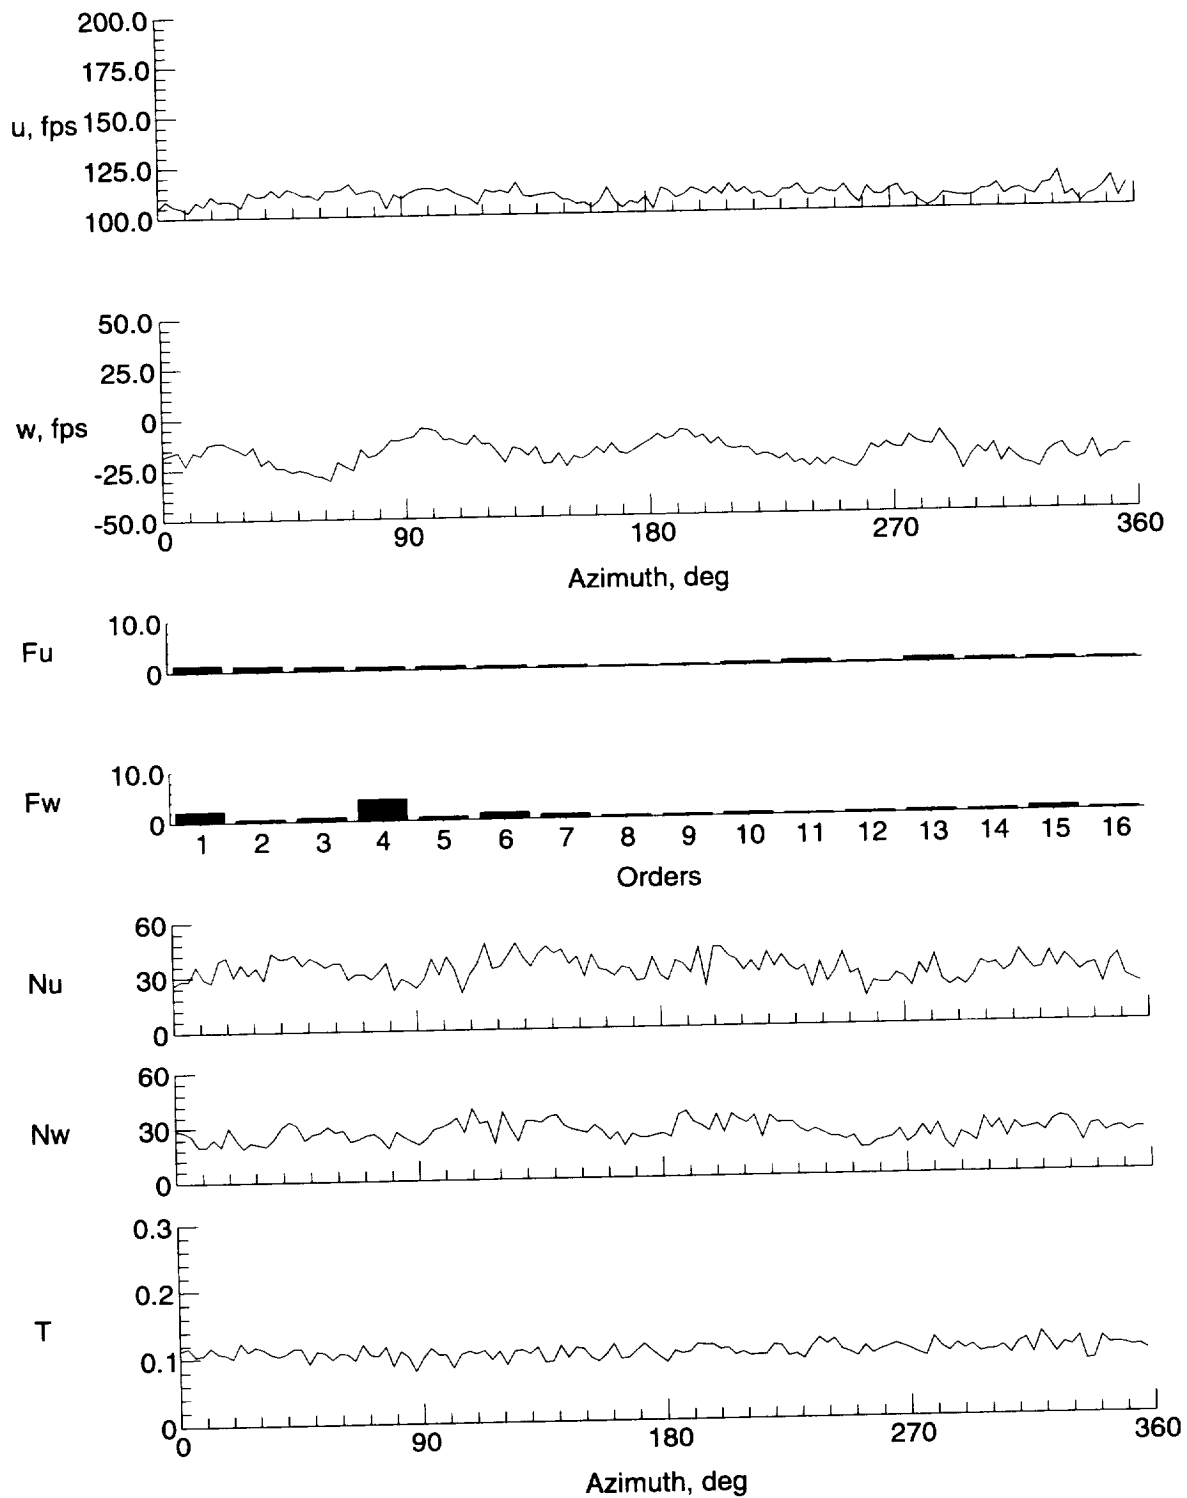 200.0
175.0
u, fps 150.0
125.0
100.0
50.0
25.0
w, fps 0
-25.0
-50.0
0 90 180 270 360
Azimuth, deg
Fu 10.0
0
Fw 10.0
0
1 2 3 4 5 6 7 8 9 10 11 12 13 14 15 16
Orders
60
Nu 30
0
60
Nw 30
0
0.3
0.2
T
0.1
0
0 90 180 270 360
Azimuth, deg